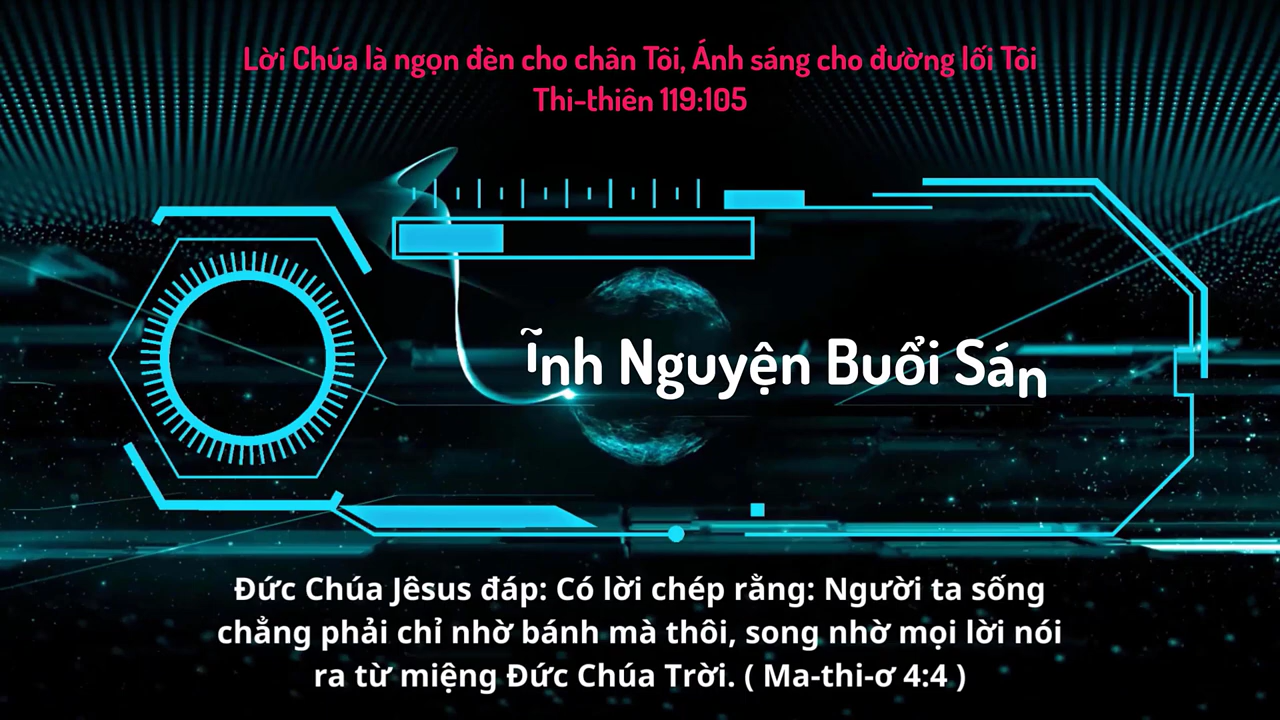 Lời Chúa là ngọn đèn cho chân Tôi, Ánh sáng cho đường lối Tôi
Thi-thiên 119:105
Ĩnh Nguyện Buổi Sán
Đức Chúa Jêsus đáp: Có lời chép rằng: Người ta sống
chẳng phải chỉ nhờ bánh mà thôi, song nhờ mọi lời nói
ra từ miệng Đức Chúa Trời. ( Ma-thi-ơ 4:4 )